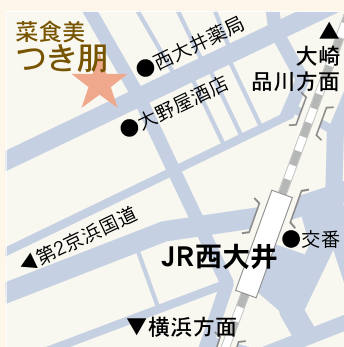 菜食美
つき朋
●西大井薬局
●大野屋酒店
▲
大崎
品川方面
◀第2京浜国道
JR西大井
●交番
▼横浜方面